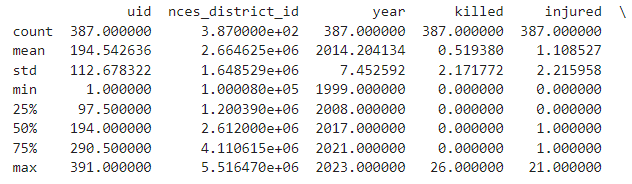 uid nces_district_id year killed injured \
count 387.000000 3.870000e+02 387.000000 387.000000 387.000000
mean 194.542636 2.664625e+06 2014.204134 0.519380 1.108527
std 112.678322 1.648529e+06 7.452592 2.171772 2.215958
min 1.000000 1.000080e+05 1999.000000 0.000000 0.000000
25% 97.500000 1.200390e+06 2008.000000 0.000000 0.000000
50% 194.000000 2.612000e+06 2017.000000 0.000000 1.000000
75% 290.500000 4.110615e+06 2021.000000 0.000000 1.000000
max 391.000000 5.516470e+06 2023.000000 26.000000 21.000000